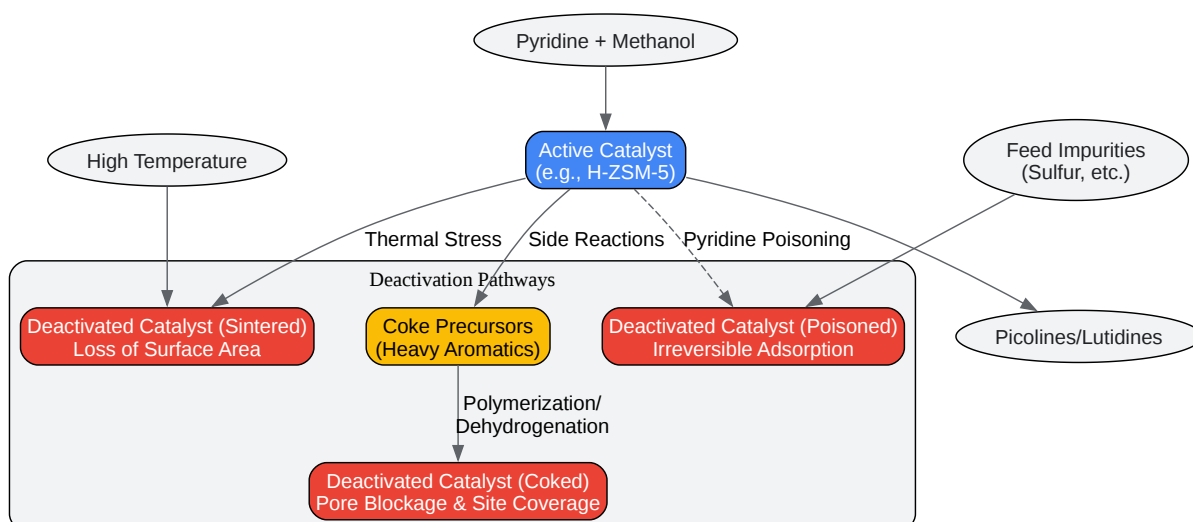 Pyridine + Methanol
High Temperature
Active Catalyst
(e.g., H-ZSM-5)
Feed Impurities
(Sulfur, etc.)
Thermal Stress
Side Reactions
Pyridine Poisoning
Deactivation Pathways
Deactivated Catalyst (Sintered)
Loss of Surface Area
Coke Precursors
(Heavy Aromatics)
Deactivated Catalyst (Poisoned)
Irreversible Adsorption
Picolines/Lutidines
Polymerization/
Dehydrogenation
Deactivated Catalyst (Coked)
Pore Blockage & Site Coverage